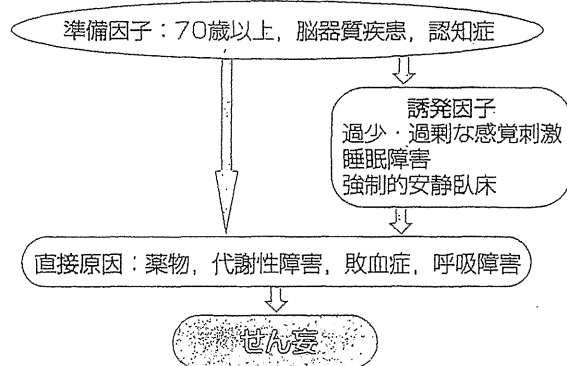 準備因子：70歳以上，脳器質疾患，認知症
誘発因子
過少・過剰な感覚刺激
睡眠障害
強制的安静臥床
直接原因：薬物，代謝性障害，敗血症，呼吸障害
せん妄